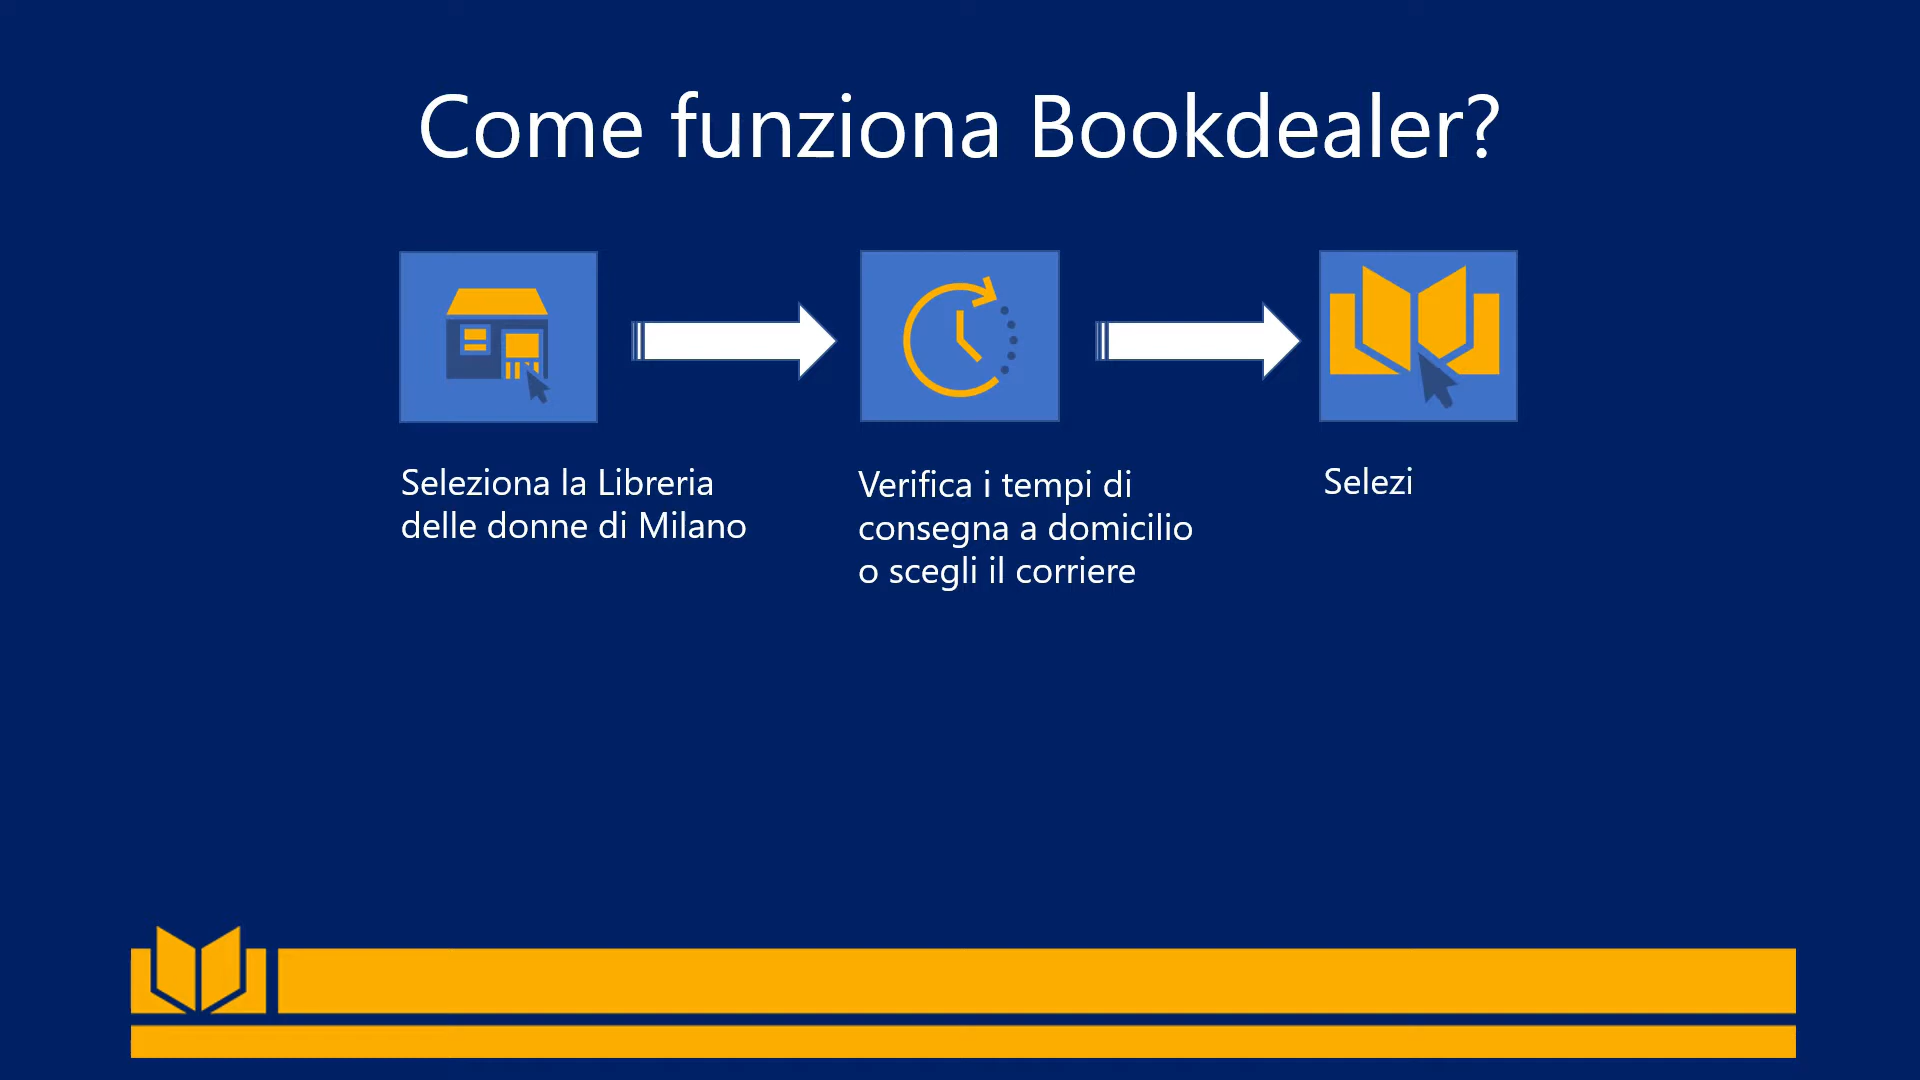 Come funziona Bookdealer?
Seleziona la Libreria
delle donne di Milano
Verifica i tempi di
consegna a domicilio
o scegli il corriere
Selezi